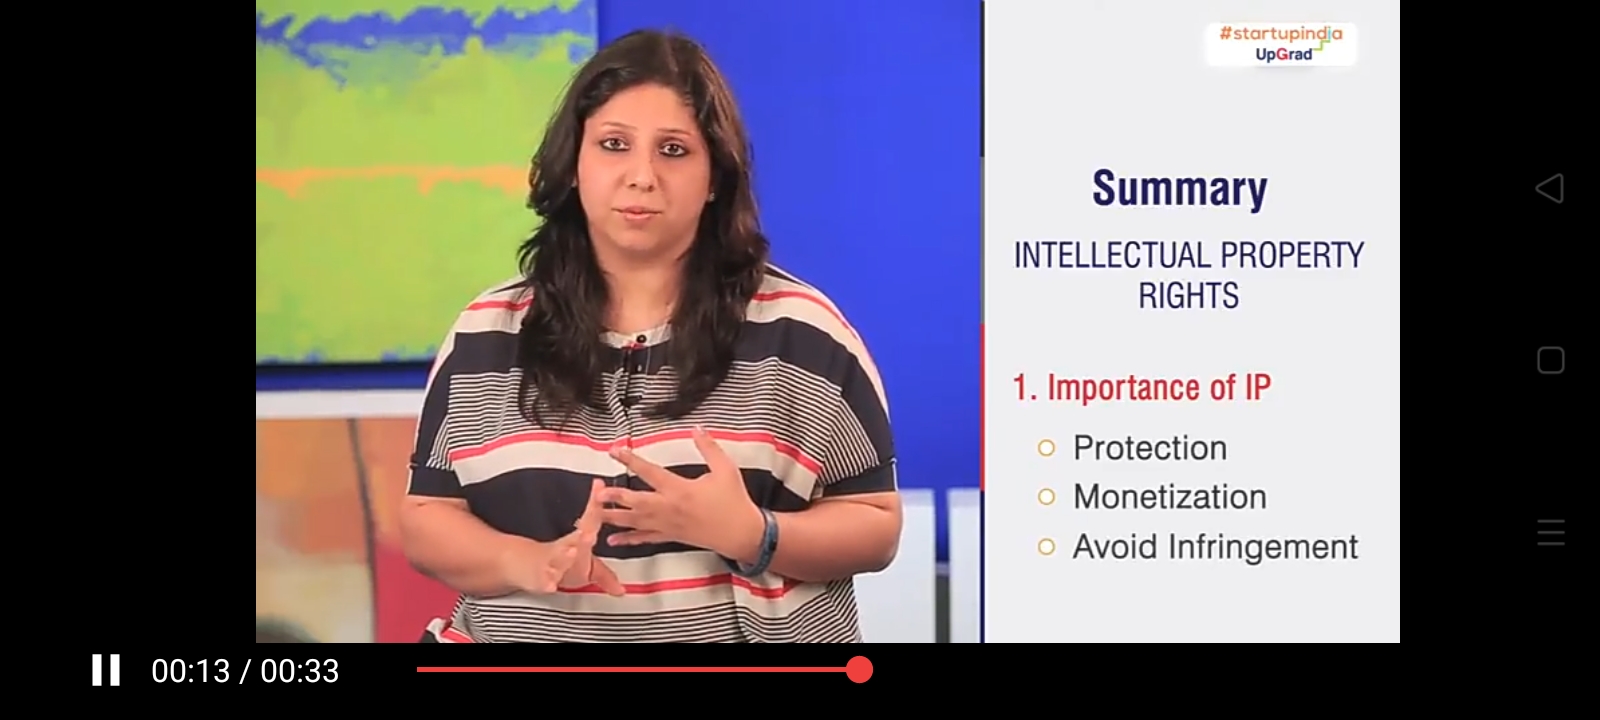 #startupindia
UpGrad
Summary
INTELLECTUAL PROPERTY
RIGHTS
1. Importance of IP
Protection
Monetization
Avoid Infringement
00:13 / 00:33